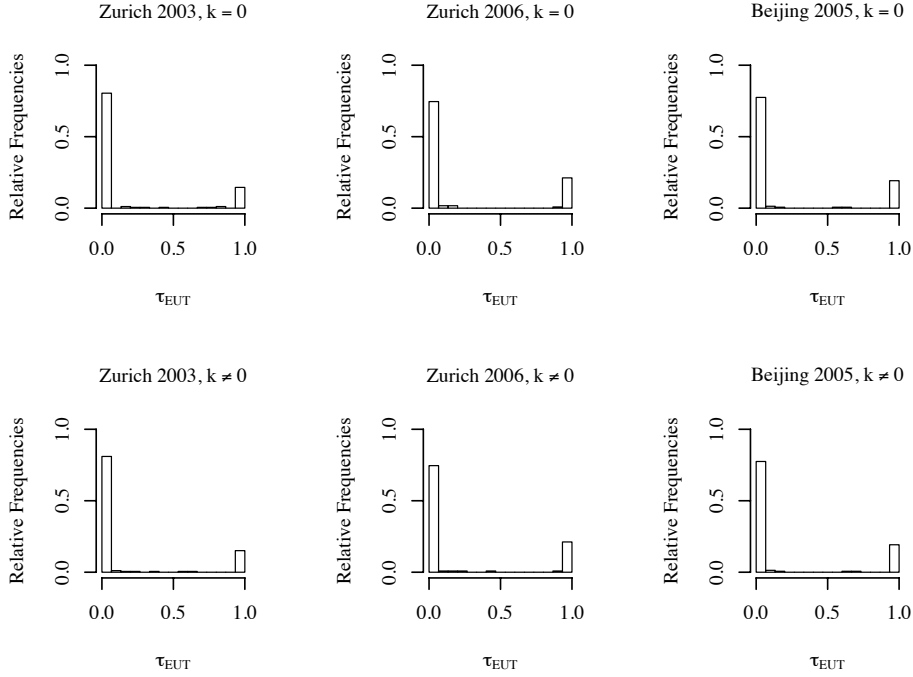 Zurich 2003, k = 0
Relative Frequencies
1.0
0.5
0.0
0.0 0.5 1.0
τEUT
Zurich 2006, k = 0
Relative Frequencies
1.0
0.5
0.0
0.0 0.5 1.0
τEUT
Beijing 2005, k = 0
Relative Frequencies
1.0
0.5
0.0
0.0 0.5 1.0
τEUT
Zurich 2003, k ≠ 0
Relative Frequencies
1.0
0.5
0.0
0.0 0.5 1.0
τEUT
Zurich 2006, k ≠ 0
Relative Frequencies
1.0
0.5
0.0
0.0 0.5 1.0
τEUT
Beijing 2005, k ≠ 0
Relative Frequencies
1.0
0.5
0.0
0.0 0.5 1.0
τEUT